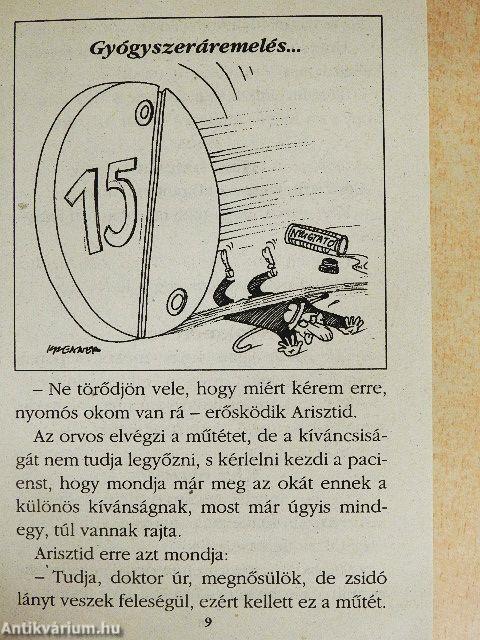 Gyógyszeráremelés...
15
NYUGTATÓ
– Ne törődjön vele, hogy miért kérem erre,
nyomós okom van rá – erősködik Arisztid.
Az orvos elvégzi a műtétet, de a kíváncsisá-
gát nem tudja legyőzni, s kérlelni kezdi a paci-
enst, hogy mondja már meg az okát ennek a
különös kívánságnak, most már úgyis mind-
egy, túl vannak rajta.
Arisztid erre azt mondja:
– Tudja, doktor úr, megnősülök, de zsidó
lányt veszek feleségül, ezért kellett ez a műtét.
9
Antikvárium.hu